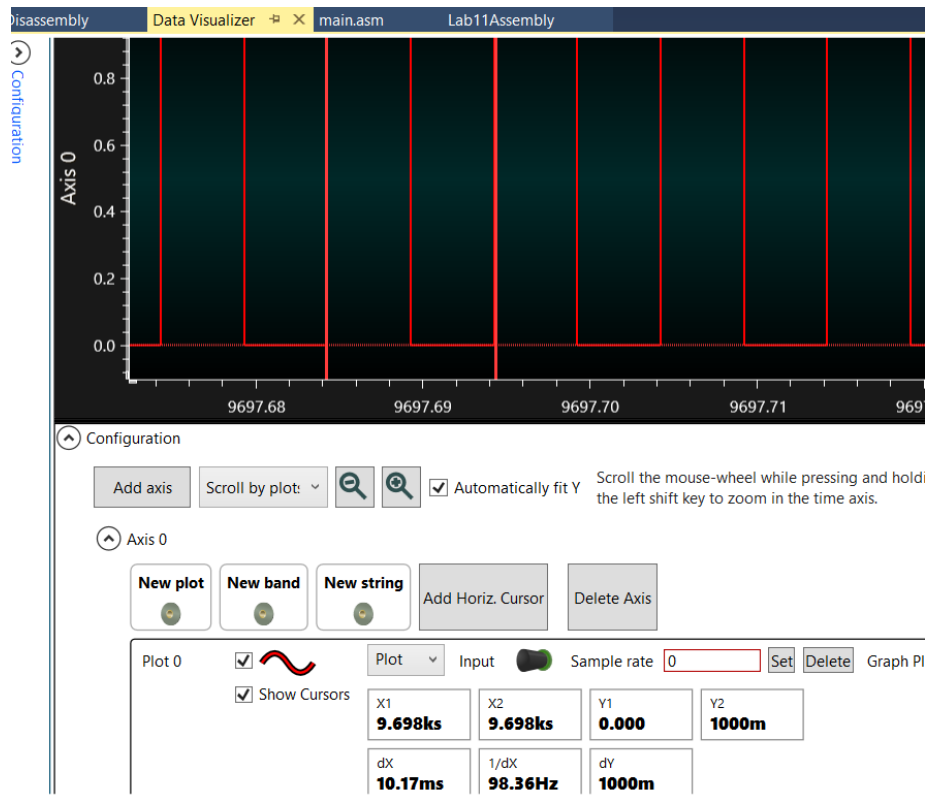 Disassembly
Data Visualizer
main.asm
Lab11Assembly
Configuration
Axis 0
0.8
0.6
0.4
0.2
0.0
9697.68
9697.69
9697.70
9697.71
969
Configuration
Add axis
Scroll by plot
Automatically fit Y
Scroll the mouse-wheel while pressing and holdi
the left shift key to zoom in the time axis.
Axis 0
New plot
New band
New string
Add Horiz. Cursor
Delete Axis
Plot 0
Plot
Input
Sample rate
0
Set
Delete
Graph Pl
Show Cursors
X1
9.698ks
X2
9.698ks
Y1
0.000
Y2
1000m
dX
10.17ms
1/dX
98.36Hz
dY
1000m